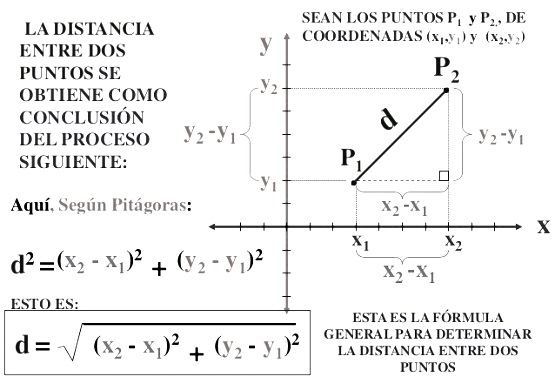 LA DISTANCIA
ENTRE DOS
PUNTOS SE
OBTIENE COMO
CONCLUSIÓN
DEL PROCESO
SIGUIENTE:
Aquí, Según Pitágoras:
d² = (x₂ - x₁)² + (y₂ - y₁)²
ESTO ES:
d = √(x₂ - x₁)² + (y₂ - y₁)²
SEAN LOS PUNTOS P₁ y P₂, DE
COORDENADAS (x₁,y₁) y (x₂,y₂)
y
P₂
y₂
d
y₂ -y₁
y₂ -y₁
P₁
y₁
x₂ -x₁
x
x₁
x₂
x₂ -x₁
ESTA ES LA FÓRMULA
GENERAL PARA DETERMINAR
LA DISTANCIA ENTRE DOS
PUNTOS